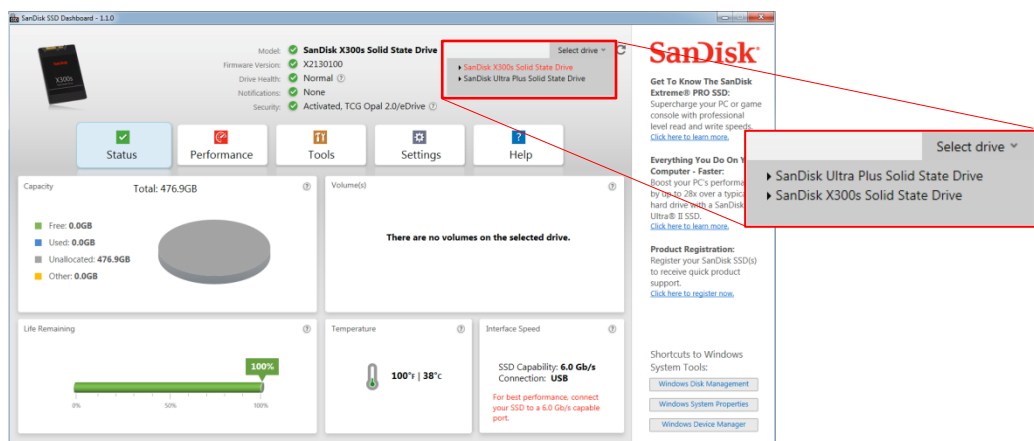 SanDisk SSD Dashboard - 1.1.0
Model: SanDisk X300s Solid State Drive
Firmware Version: X2130100
Drive Health: Normal
Notifications: None
Security: Activated, TCG Opal 2.0/eDrive
Select drive
SanDisk X300s Solid State Drive
SanDisk Ultra Plus Solid State Drive
X300s
Status
Performance
Tools
Settings
Help
Capacity
Total: 476.9GB
Free: 0.0GB
Used: 0.0GB
Unallocated: 476.9GB
Other: 0.0GB
Volume(s)
There are no volumes on the selected drive.
Life Remaining
100%
0%
50%
100%
Temperature
100°F | 38°C
Interface Speed
SSD Capability: 6.0 Gb/s
Connection: USB
For best performance, connect
your SSD to a 6.0 Gb/s capable
port.
SanDisk
Get To Know The SanDisk
Extreme® PRO SSD:
Supercharge your PC or game
console with professional
level read and write speeds.
Click here to learn more.
Everything You Do On Y
Computer - Faster:
Boost your PC's performa
by up to 28x over a typica
hard drive with a SanDisk
Ultra® II SSD.
Click here to learn more.
Product Registration:
Register your SanDisk SSD(s)
to receive quick product
support.
Click here to register now.
Shortcuts to Windows
System Tools:
Windows Disk Management
Windows System Properties
Windows Device Manager
Select drive
SanDisk Ultra Plus Solid State Drive
SanDisk X300s Solid State Drive